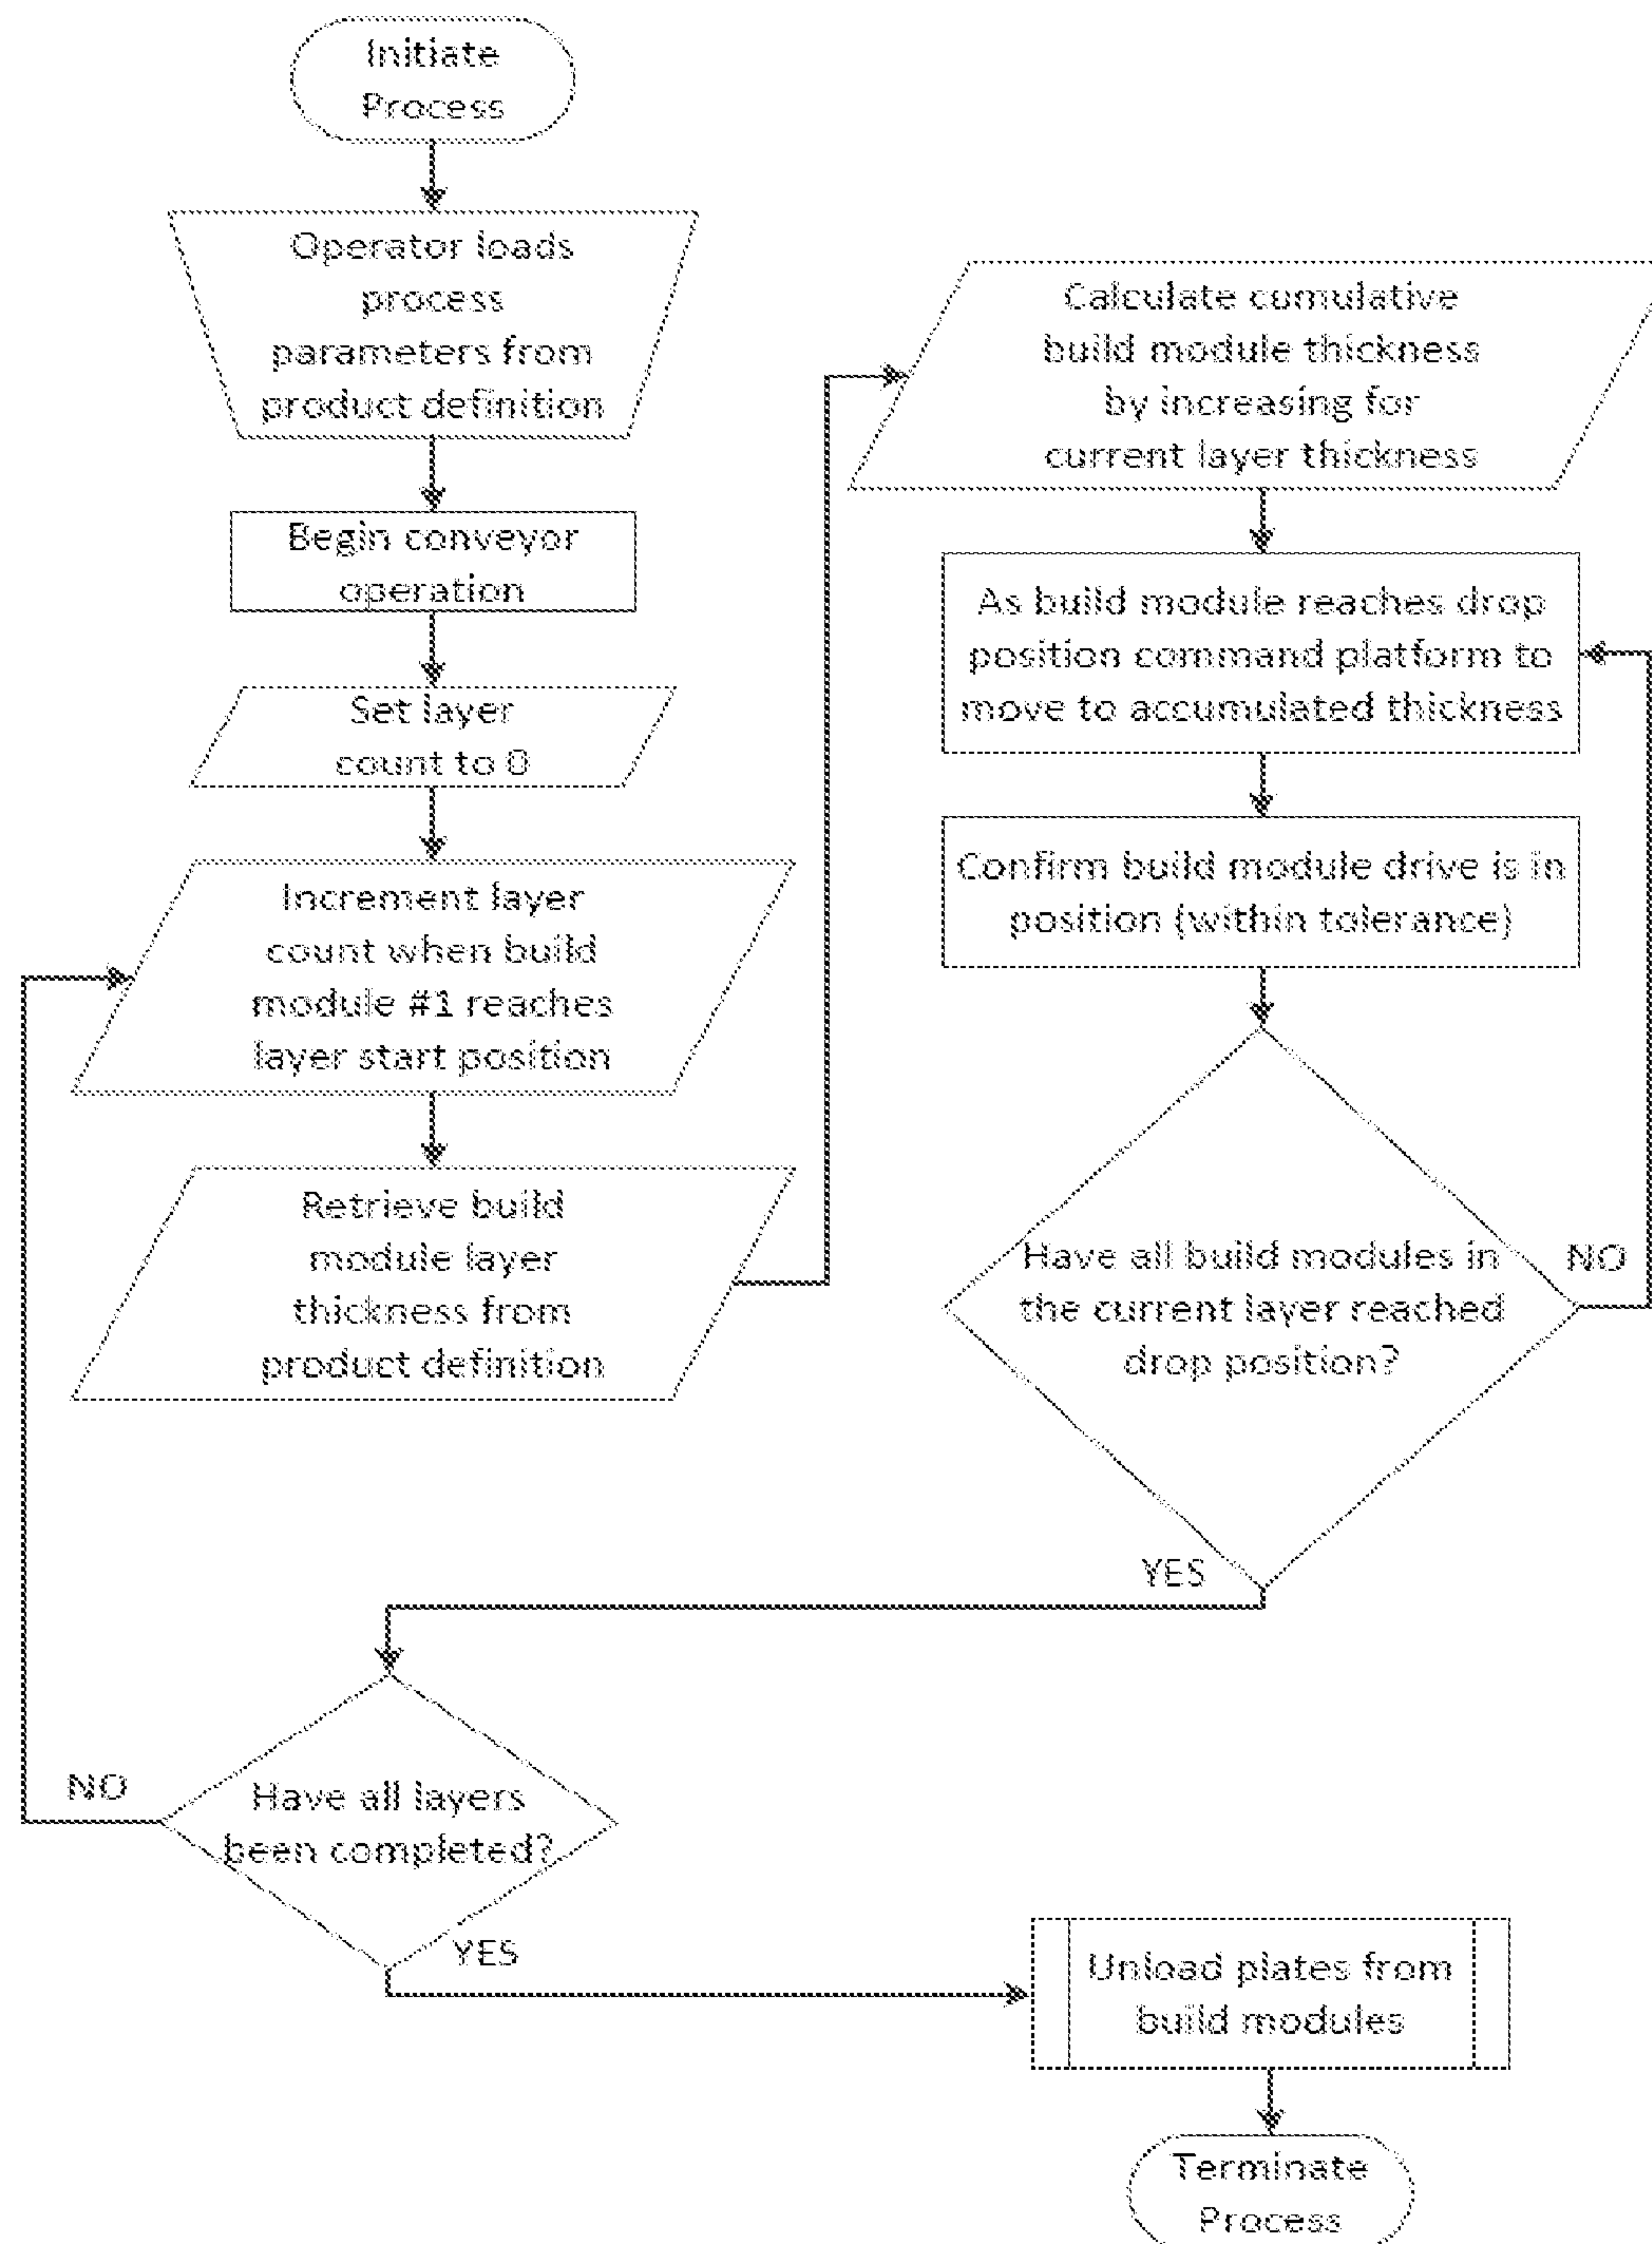 Initiate
Process
Operator loads
process
parameters from
product definition
Begin conveyor
operation
Set layer
count to 0
Increment layer
count when build
module #1 reaches
layer start position
Retrieve build
module layer
thickness from
product definition
Calculate cumulative
build module thickness
by increasing for
current layer thickness
As build module reaches drop
position command platform to
move to accumulated thickness
Confirm build module drive is in
position (within tolerance)
Have all build modules in
the current layer reached
drop position?
NO
YES
Have all layers
been completed?
NO
YES
Unload plates from
build modules
Terminate
Process